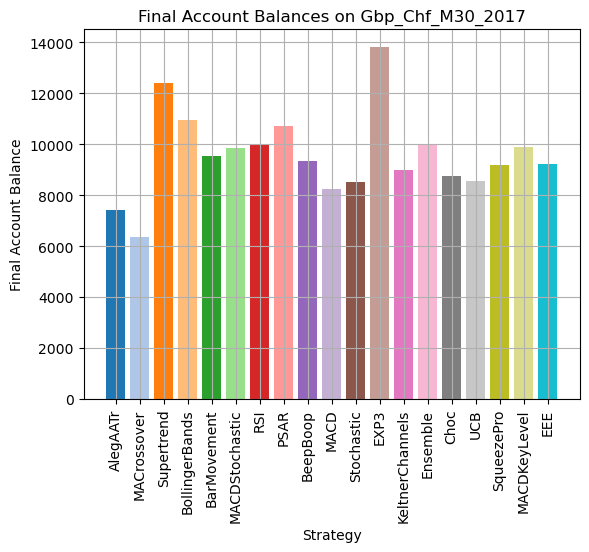 Final Account Balances on Gbp_Chf_M30_2017
Final Account Balance
14000
12000
10000
8000
6000
4000
2000
0
AlegAATr
MACrossover
Supertrend
BollingerBands
BarMovement
MACDStochastic
RSI
PSAR
BeepBoop
MACD
Stochastic
EXP3
KeltnerChannels
Ensemble
Choc
UCB
SqueezePro
MACDKeyLevel
EEE
Strategy